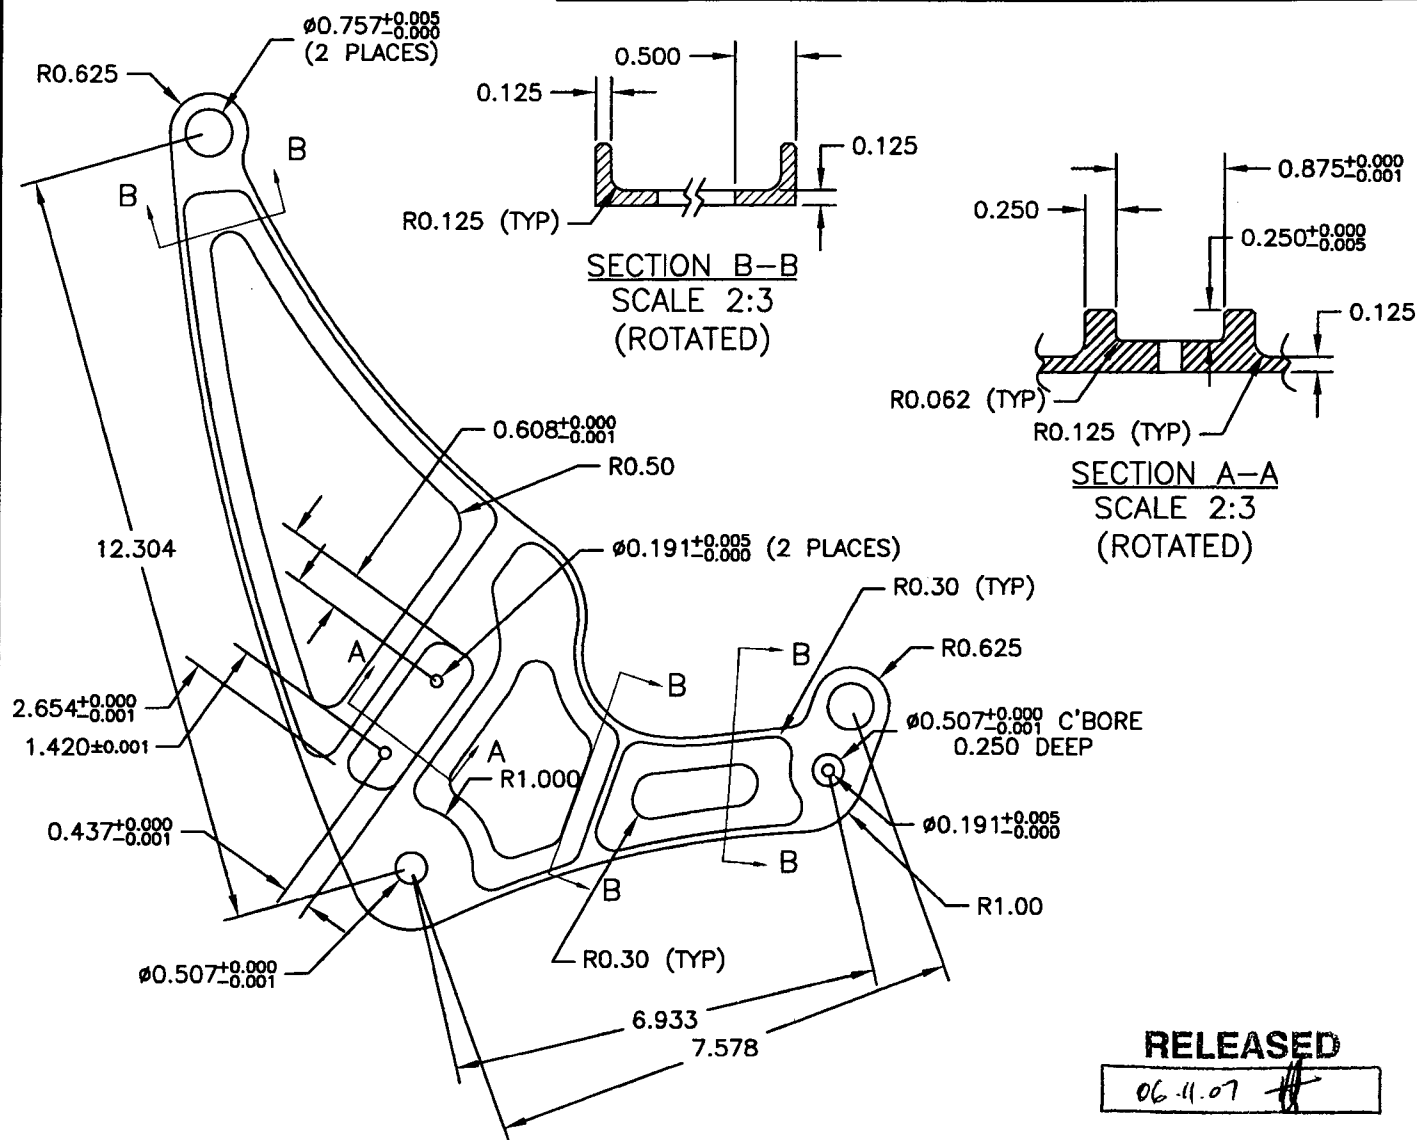 ø0.757+0.005 -0.000
(2 PLACES)
R0.625
B
B
0.500
0.125
0.125
R0.125 (TYP)
SECTION B-B
SCALE 2:3
(ROTATED)
0.875+0.000 -0.001
0.250
0.250+0.000 -0.005
0.125
R0.062 (TYP)
R0.125 (TYP)
SECTION A-A
SCALE 2:3
(ROTATED)
0.608+0.000 -0.001
R0.50
12.304
ø0.191+0.005 -0.000 (2 PLACES)
R0.30 (TYP)
A
B
R0.625
B
2.654+0.000 -0.001
1.420±0.001
ø0.507+0.000 -0.001 C'BORE
0.250 DEEP
A
R1.000
0.437+0.000 -0.001
ø0.191+0.005 -0.000
B
B
R1.00
R0.30 (TYP)
ø0.507+0.000 -0.001
6.933
7.578
RELEASED
06.11.07